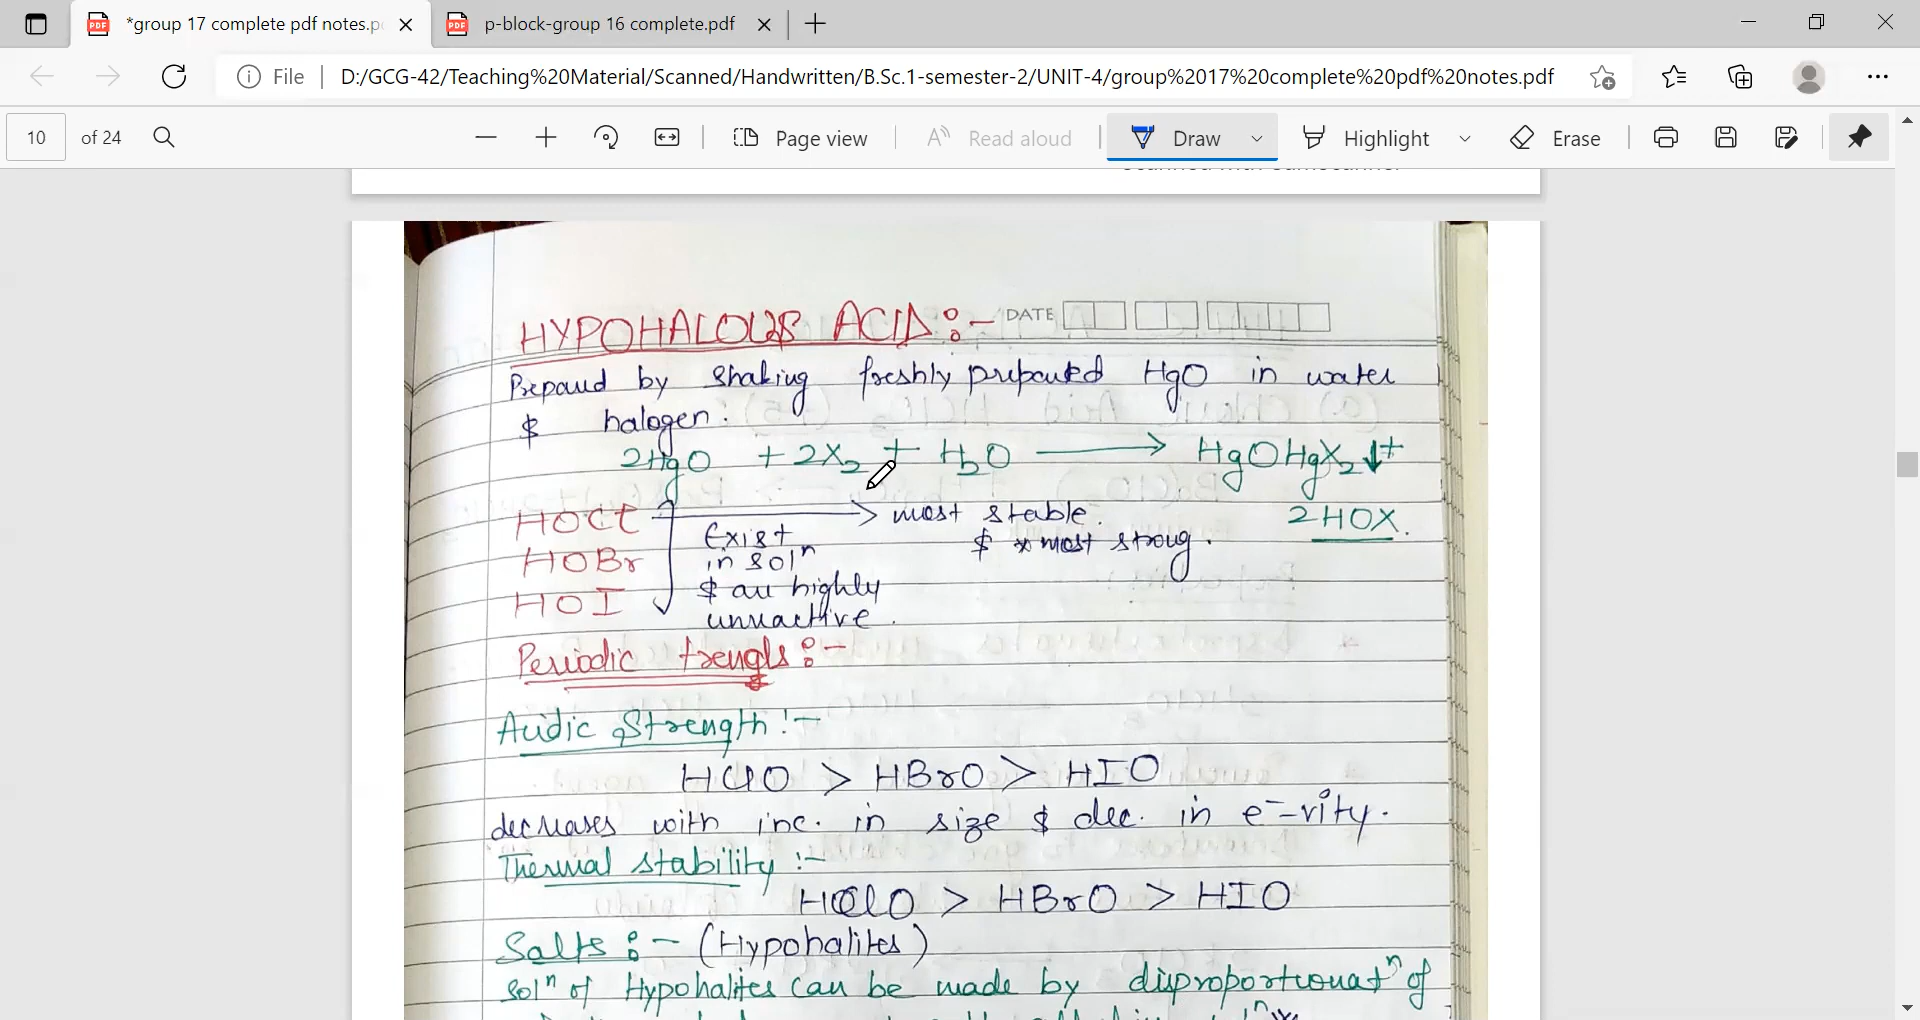 *group 17 complete pdf notes.p
p-block-group 16 complete.pdf
File D:/GCG-42/Teaching%20Material/Scanned/Handwritten/B.Sc.1-semester-2/UNIT-4/group%2017%20complete%20pdf%20notes.pdf
10 of 24 Page view Read aloud Draw Highlight Erase
HYPOHALOUS ACID :- DATE
Prepared by shaking freshly prepared HgO in water
$ halogen.
2HgO + 2X2 + H2O → HgOHgX2 ↓ +
2HOX.
HOCl → most stable.
$ most strong.
HOBr
HOI
Exist
in solⁿ
$ are highly
unreactive.
Periodic trends :-
Acidic Strength :-
HClO > HBrO > HIO
decreases with inc. in size $ dec. in e⁻-vity.
Thermal stability :-
HClO > HBrO > HIO
Salts :- (Hypohalites)
Solⁿ of Hypohalites can be made by disproportionatⁿ of